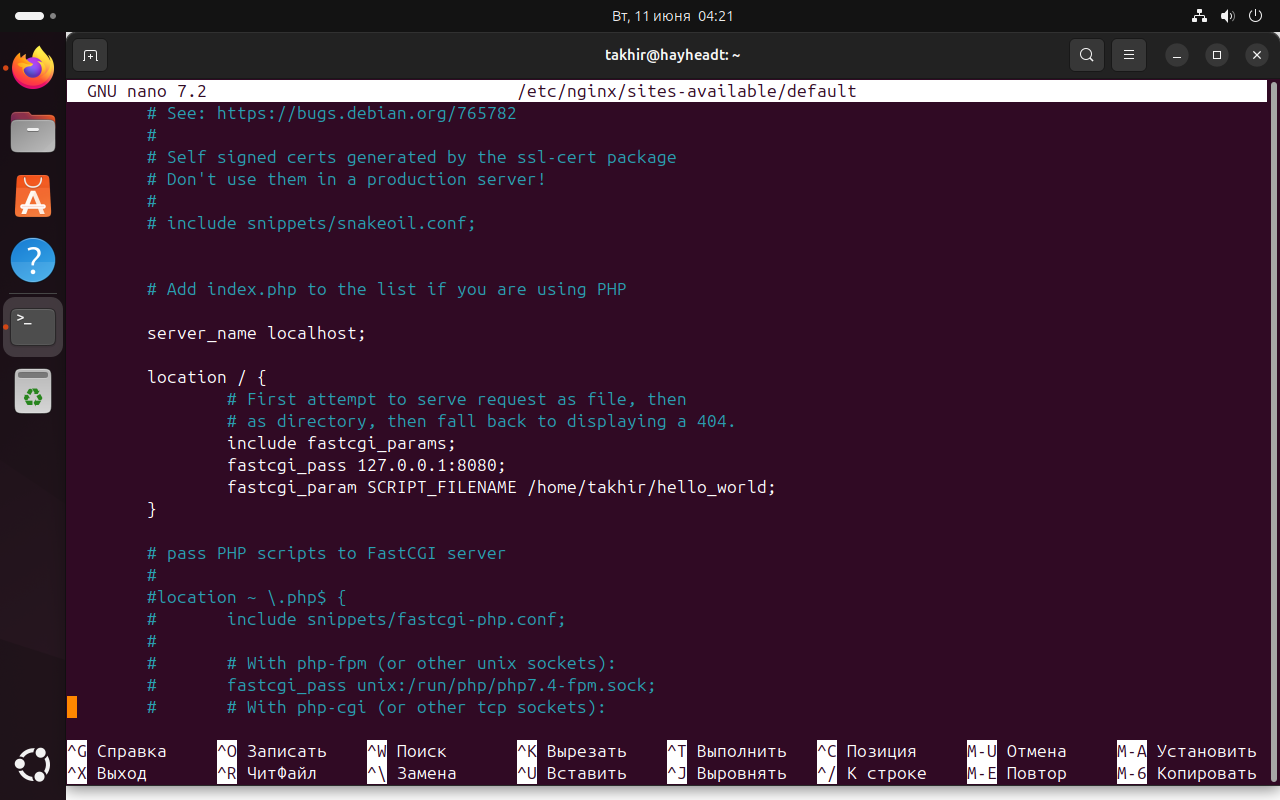 Вт, 11 июня 04:21
takhir@hayheadt: ~
GNU nano 7.2 /etc/nginx/sites-available/default
# See: https://bugs.debian.org/765782
#
# Self signed certs generated by the ssl-cert package
# Don't use them in a production server!
#
# include snippets/snakeoil.conf;
# Add index.php to the list if you are using PHP
server_name localhost;
location / {
# First attempt to serve request as file, then
# as directory, then fall back to displaying a 404.
include fastcgi_params;
fastcgi_pass 127.0.0.1:8080;
fastcgi_param SCRIPT_FILENAME /home/takhir/hello_world;
}
# pass PHP scripts to FastCGI server
#
#location ~ \.php$ {
# include snippets/fastcgi-php.conf;
#
# # With php-fpm (or other unix sockets):
# fastcgi_pass unix:/run/php/php7.4-fpm.sock;
# # With php-cgi (or other tcp sockets):
^G Справка ^O Записать ^W Поиск ^K Вырезать ^T Выполнить ^C Позиция M-U Отмена M-A Установить
^X Выход ^R ЧитФайл ^\ Замена ^U Вставить ^J Выровнять ^/ К строке M-E Повтор M-6 Копировать